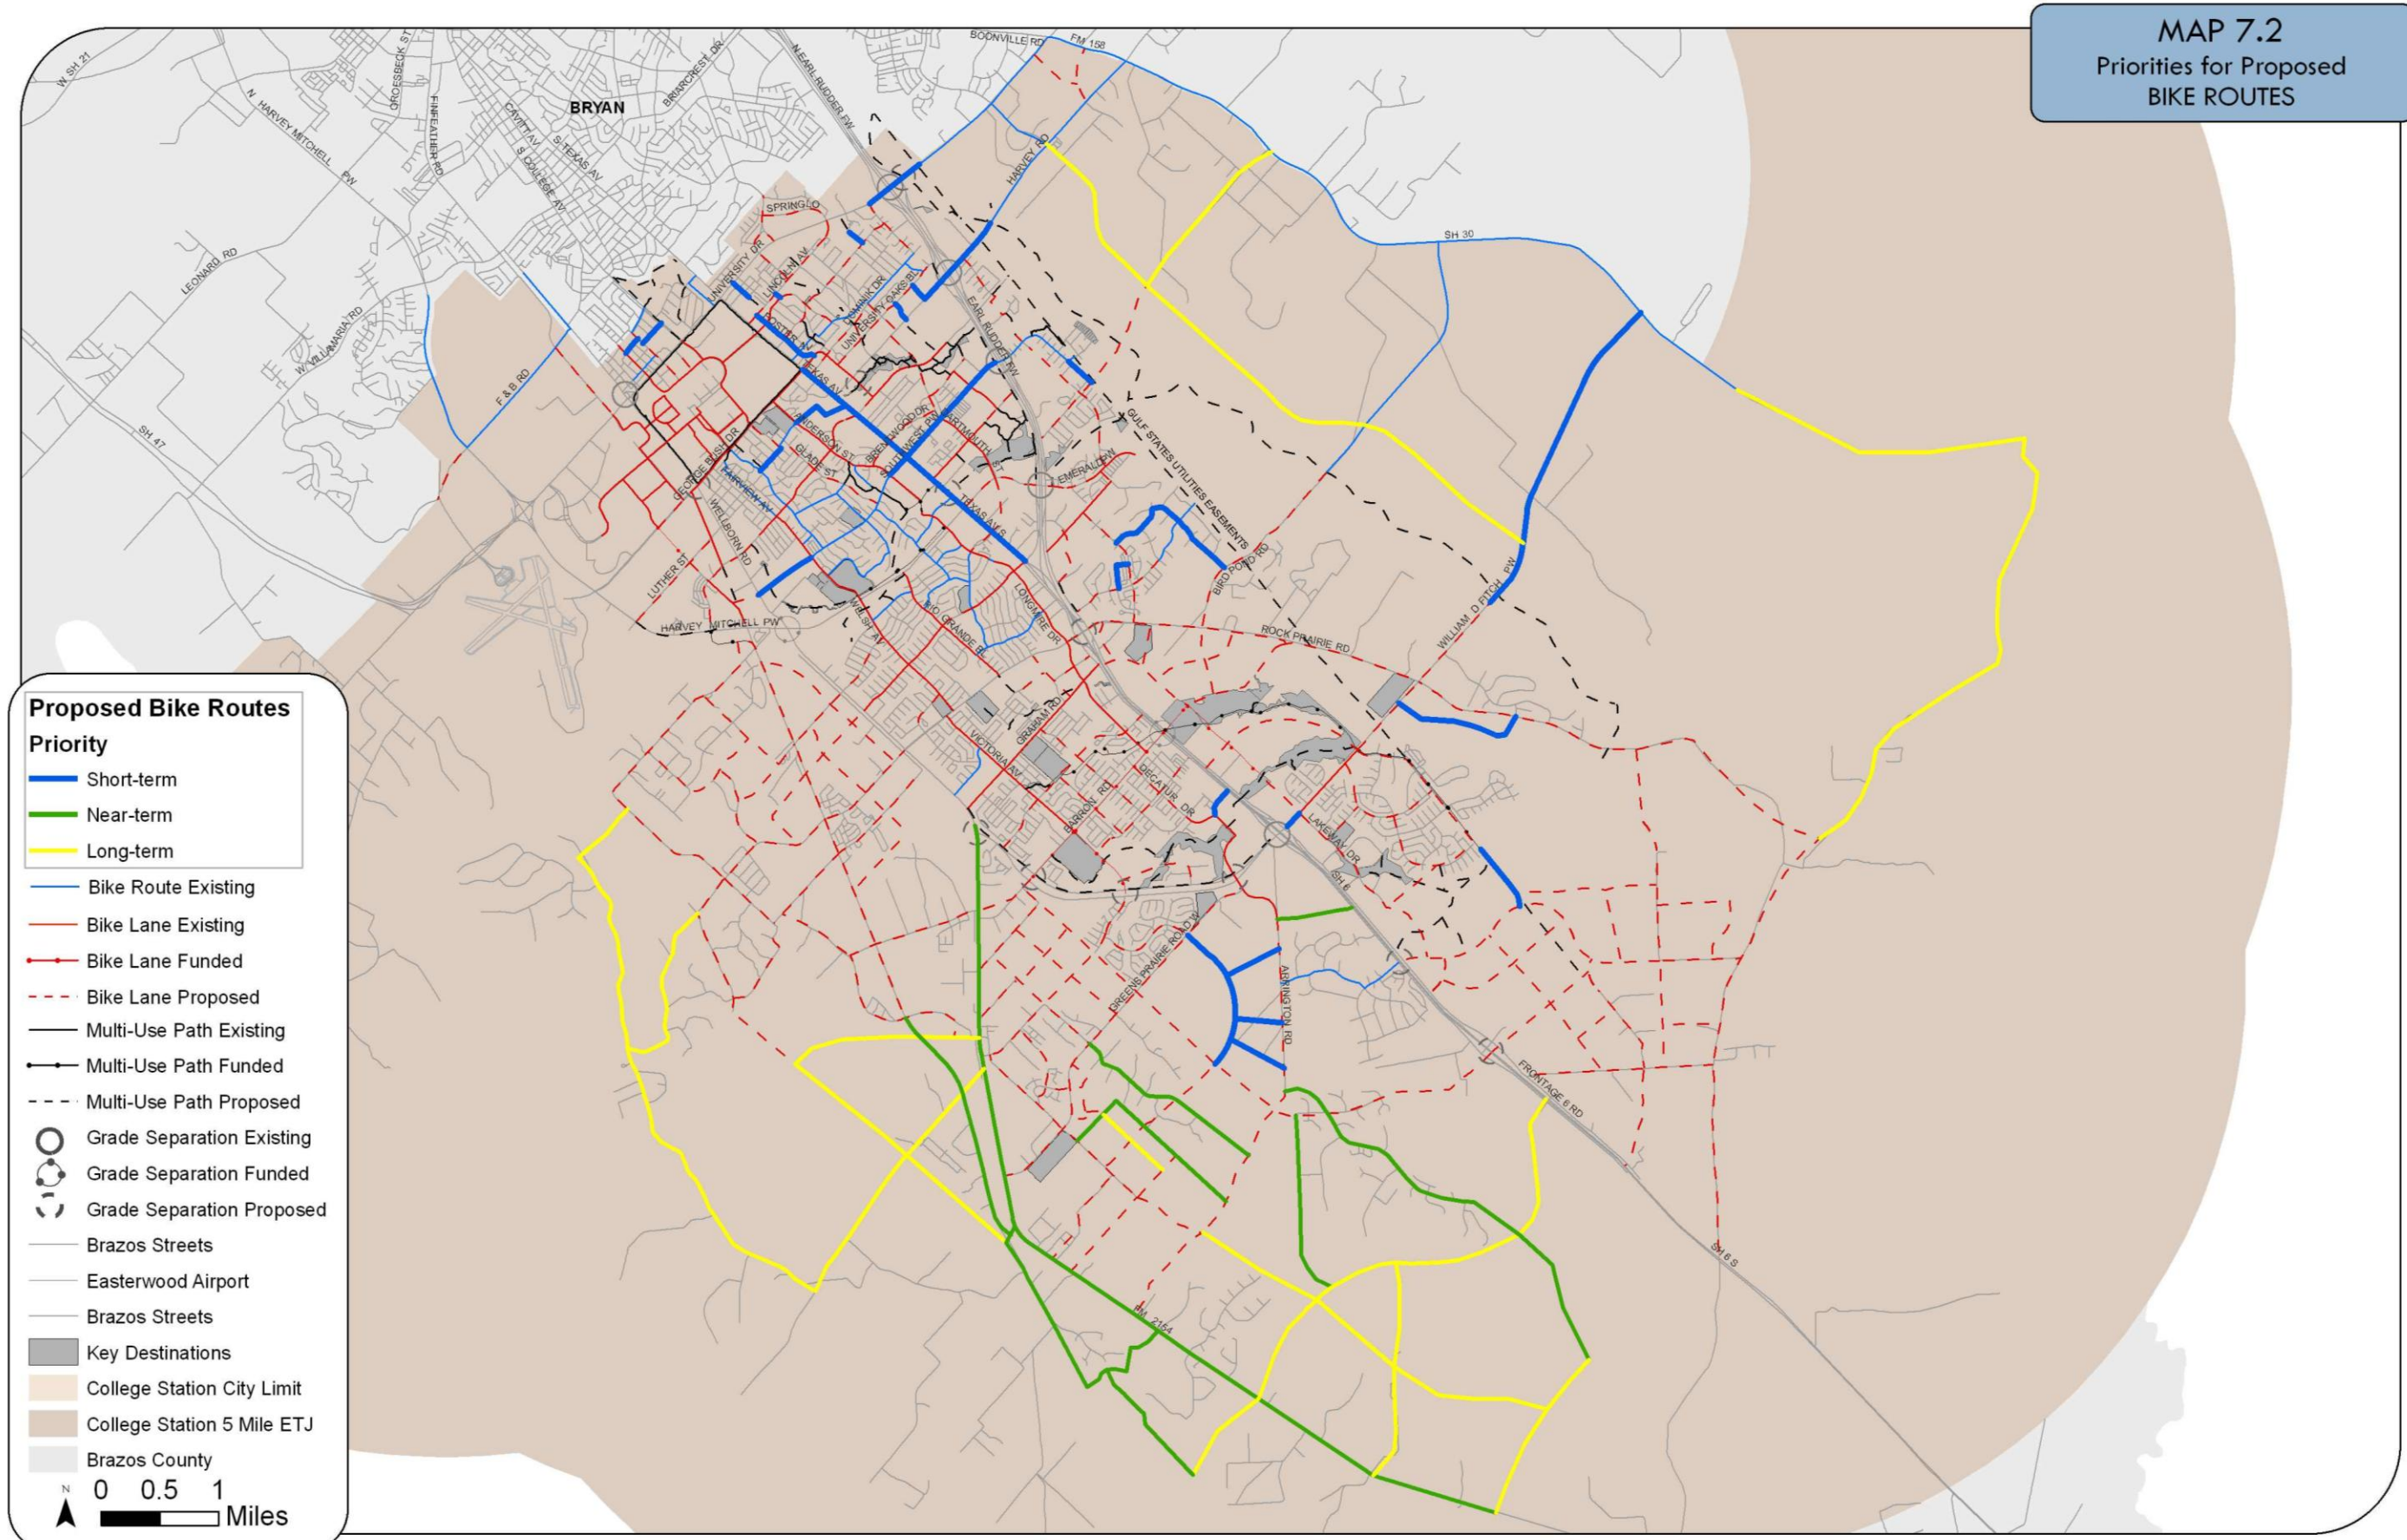 MAP 7.2
Priorities for Proposed
BIKE ROUTES
W SH 21
GROESBECK ST
BRIARCREST DR
N EARL RUDDER FW
BOONVILLE RD
FM 158
BRYAN
FINFEATHER RD
N HARVEY MITCHELL PW
CAVITT AV
S TEXAS AV
S COLLEGE AV
HARVEY RD
SPRING LO
LEONARD RD
UNIVERSITY DR
LINCOLN AV
SH 30
DOMINIK DR
UNIVERSITY OAKS BL
W VILLAMARIA RD
FOSTER AV
EARL RUDDER FW
F & B RD
TEXAS AV
SH 47
ANDERSON ST
BRENTWOOD DR
SOUTHWEST PW
DARTMOUTH ST
GULF STATES UTILITIES EASEMENTS
GEORGE BUSH DR
GLADE ST
EMERALD PW
FAIRVIEW AV
TEXAS AV S
WELLBORN RD
LUTHER ST
BIRD POND RD
HARVEY MITCHELL PW
WELSH AV
RIO GRANDE BL
LONGMIRE DR
ROCK PRAIRIE RD
WILLIAM D FITCH PW
GRAHAM RD
VICTORIA AV
BARRON RD
DECATUR DR
LAKEWAY DR
SH 6
GREENS PRAIRIE ROAD W
ARRINGTON RD
FRONTAGE 6 RD
SH 6 S
FM 2154
Proposed Bike Routes
Priority
Short-term
Near-term
Long-term
Bike Route Existing
Bike Lane Existing
Bike Lane Funded
Bike Lane Proposed
Multi-Use Path Existing
Multi-Use Path Funded
Multi-Use Path Proposed
Grade Separation Existing
Grade Separation Funded
Grade Separation Proposed
Brazos Streets
Easterwood Airport
Brazos Streets
Key Destinations
College Station City Limit
College Station 5 Mile ETJ
Brazos County
N 0 0.5 1
Miles